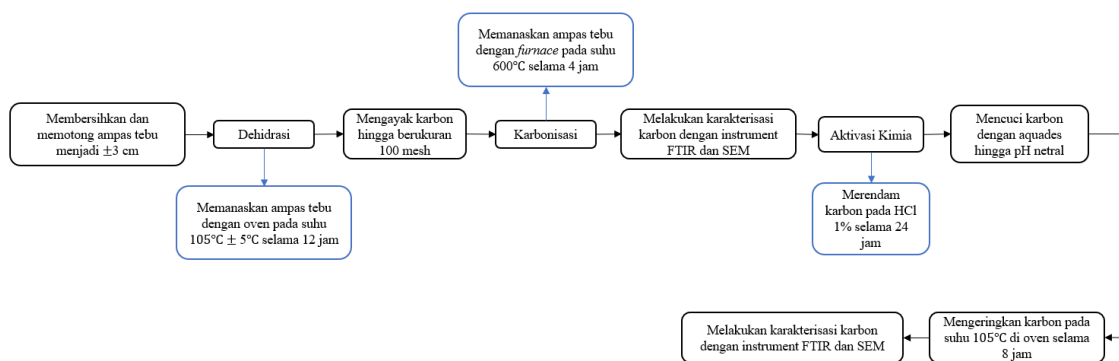 Memanaskan ampas tebu
dengan furnace pada suhu
600℃ selama 4 jam
Membersihkan dan
memotong ampas tebu
menjadi ±3 cm
Dehidrasi
Mengayak karbon
hingga berukuran
100 mesh
Karbonisasi
Melakukan karakterisasi
karbon dengan instrument
FTIR dan SEM
Aktivasi Kimia
Mencuci karbon
dengan aquades
hingga pH netral
Memanaskan ampas tebu
dengan oven pada suhu
105℃ ± 5℃ selama 12 jam
Merendam
karbon pada HCl
1% selama 24
jam
Melakukan karakterisasi karbon
dengan instrument FTIR dan SEM
Mengeringkan karbon pada
suhu 105℃ di oven selama
8 jam